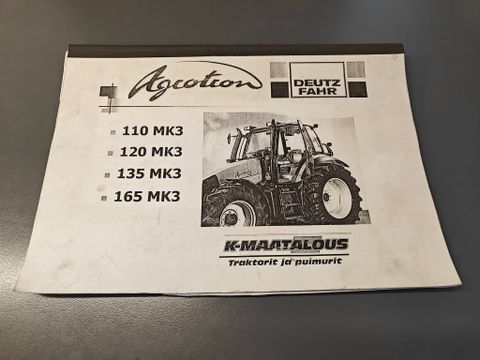 Agrotron
DEUTZ
FAHR
110 MK3
120 MK3
135 MK3
165 MK3
K-MAATALOUS
Traktorit ja puimurit